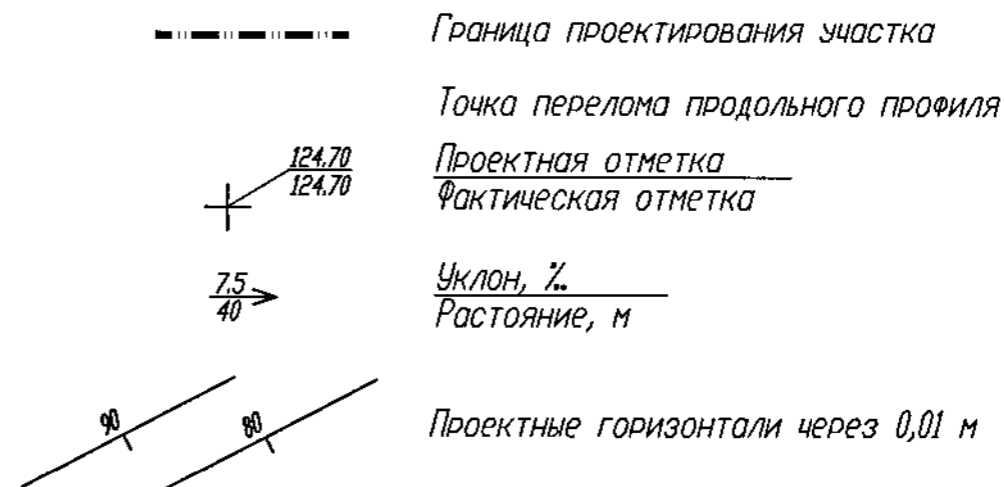 Граница проектирования участка
Точка перелома продольного профиля
124.70
124.70
Проектная отметка
Фактическая отметка
7.5
40
Уклон, ‰
Растояние, м
90
80
Проектные горизонтали через 0,01 м